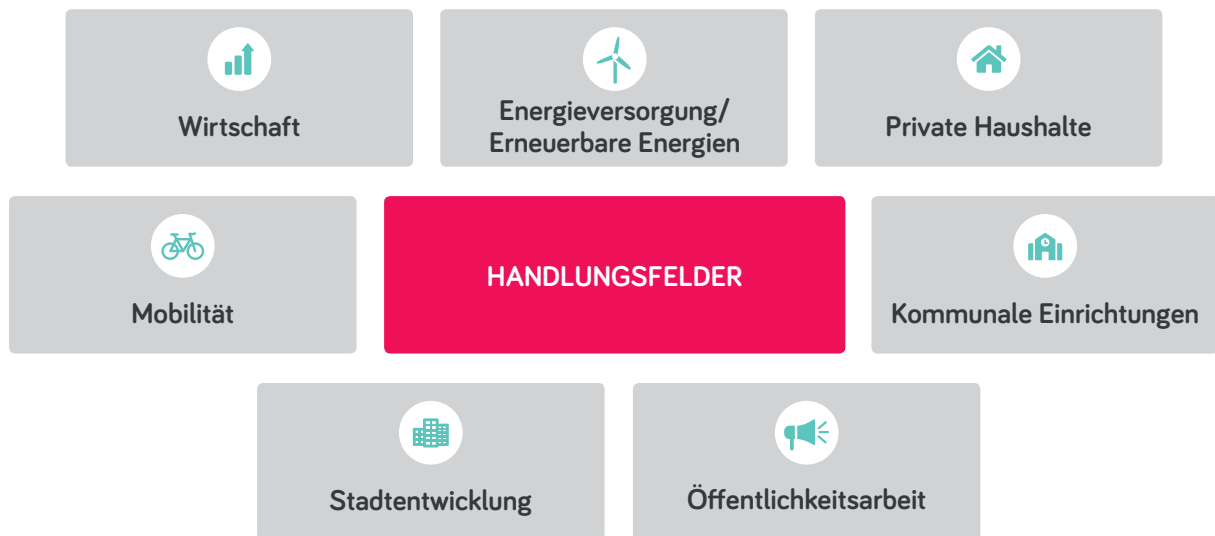 Wirtschaft
Energieversorgung/
Erneuerbare Energien
Private Haushalte
Mobilität
HANDLUNGSFELDER
Kommunale Einrichtungen
Stadtentwicklung
Öffentlichkeitsarbeit